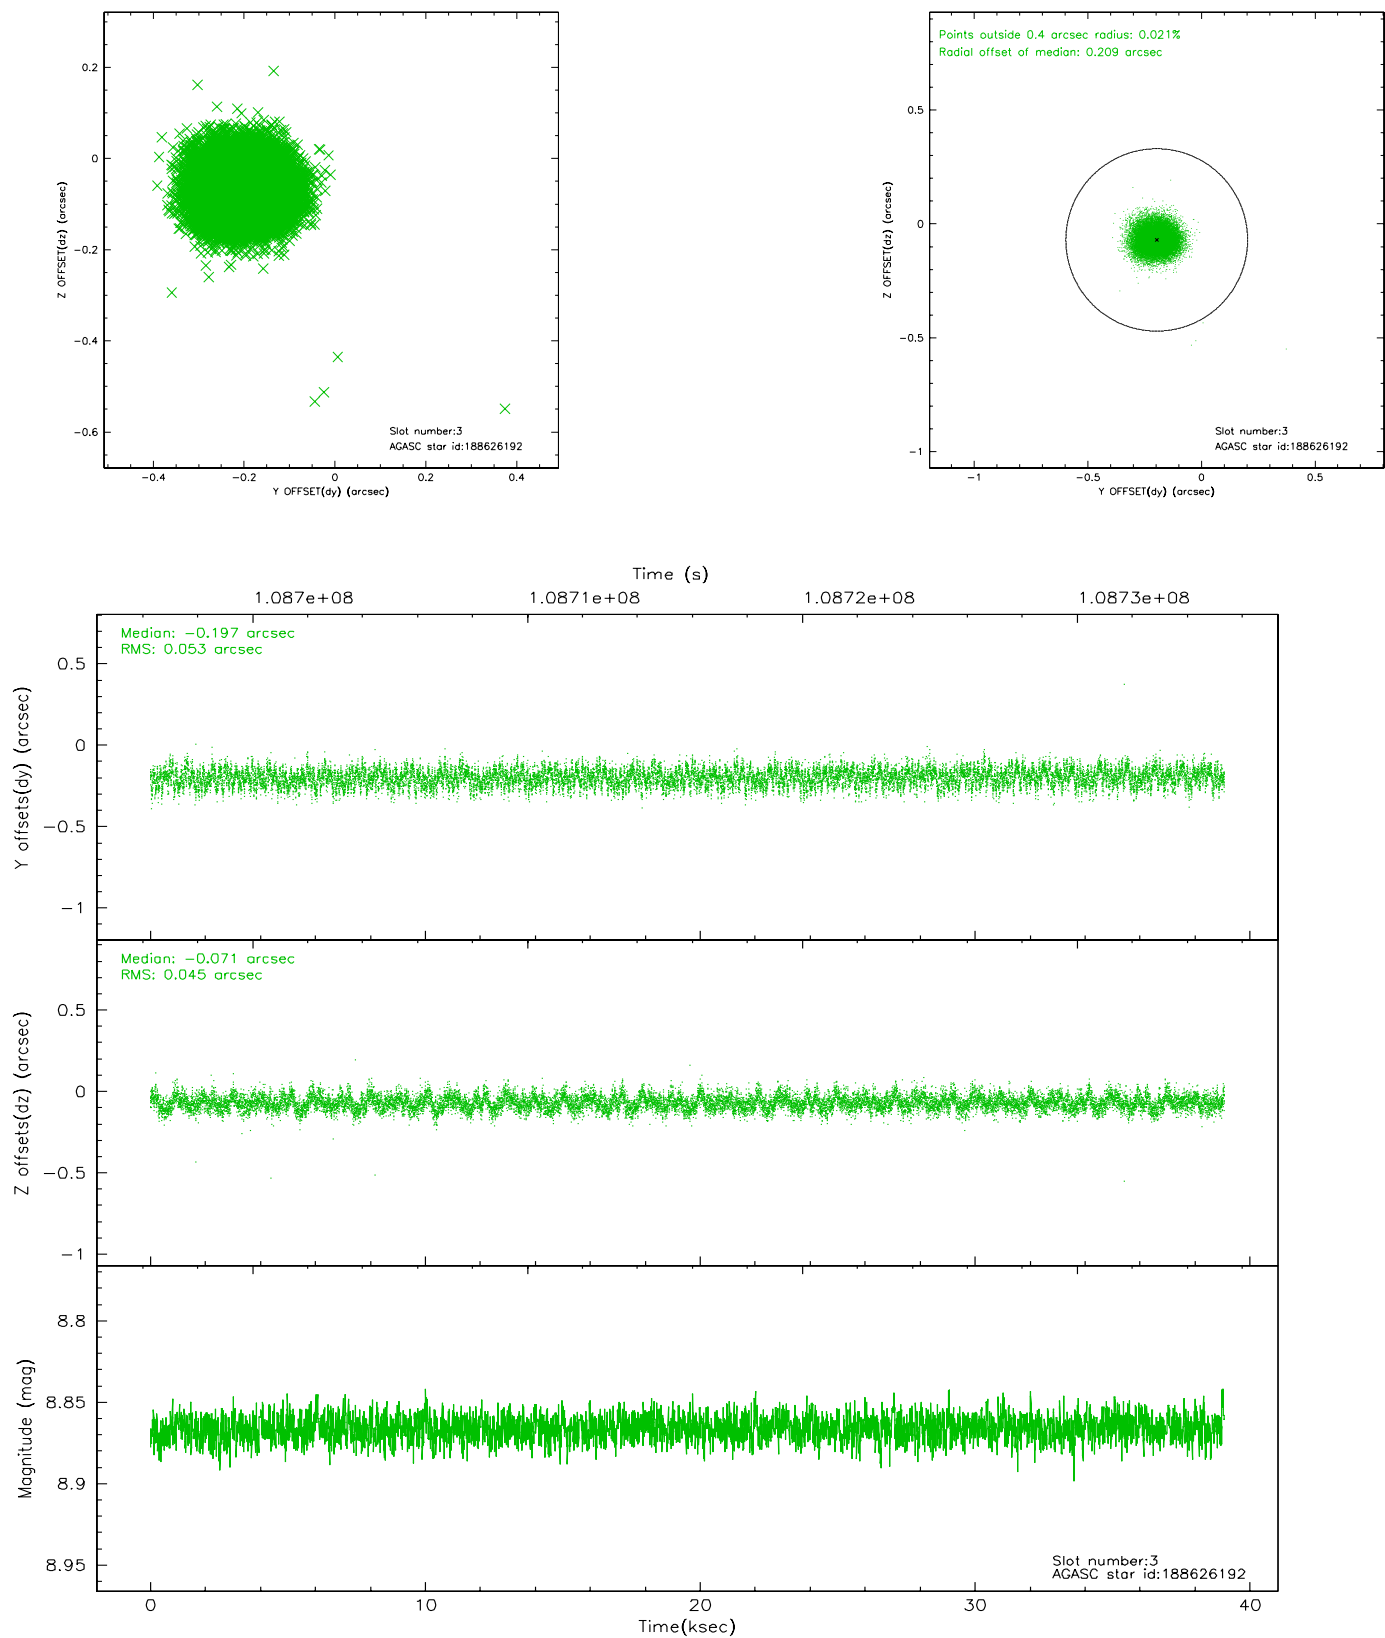 0.2
0
−0.2
−0.4
−0.6
Z OFFSET(dz) (arcsec)
Slot number:3
AGASC star id:188626192
−0.4
−0.2
0
0.2
0.4
Y OFFSET(dy) (arcsec)
Points outside 0.4 arcsec radius: 0.021%
Radial offset of median: 0.209 arcsec
0.5
0
−0.5
−1
Z OFFSET(dz) (arcsec)
Slot number:3
AGASC star id:188626192
−1
−0.5
0
0.5
Y OFFSET(dy) (arcsec)
Time (s)
1.087e+08
1.0871e+08
1.0872e+08
1.0873e+08
Median: −0.197 arcsec
RMS: 0.053 arcsec
0.5
0
−0.5
−1
Y offsets(dy) (arcsec)
Median: −0.071 arcsec
RMS: 0.045 arcsec
0.5
0
−0.5
−1
Z offsets(dz) (arcsec)
8.8
8.85
8.9
8.95
Magnitude (mag)
Slot number:3
AGASC star id:188626192
0
10
20
30
40
Time(ksec)